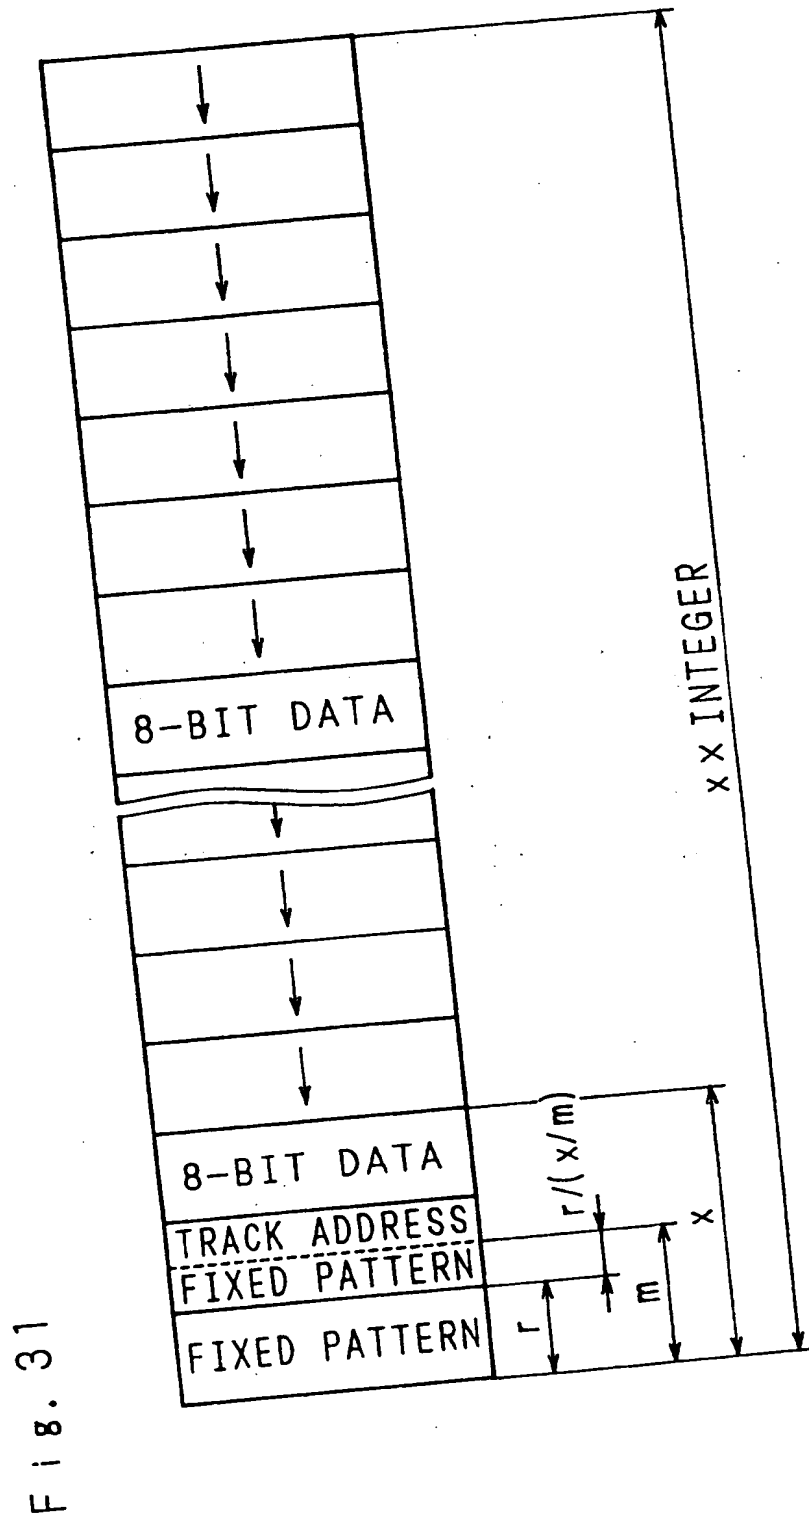 8-BIT DATA
8-BIT DATA
TRACK ADDRESS
FIXED PATTERN
FIXED PATTERN
r
r/(x/m)
m
x
x × INTEGER
Fig. 31